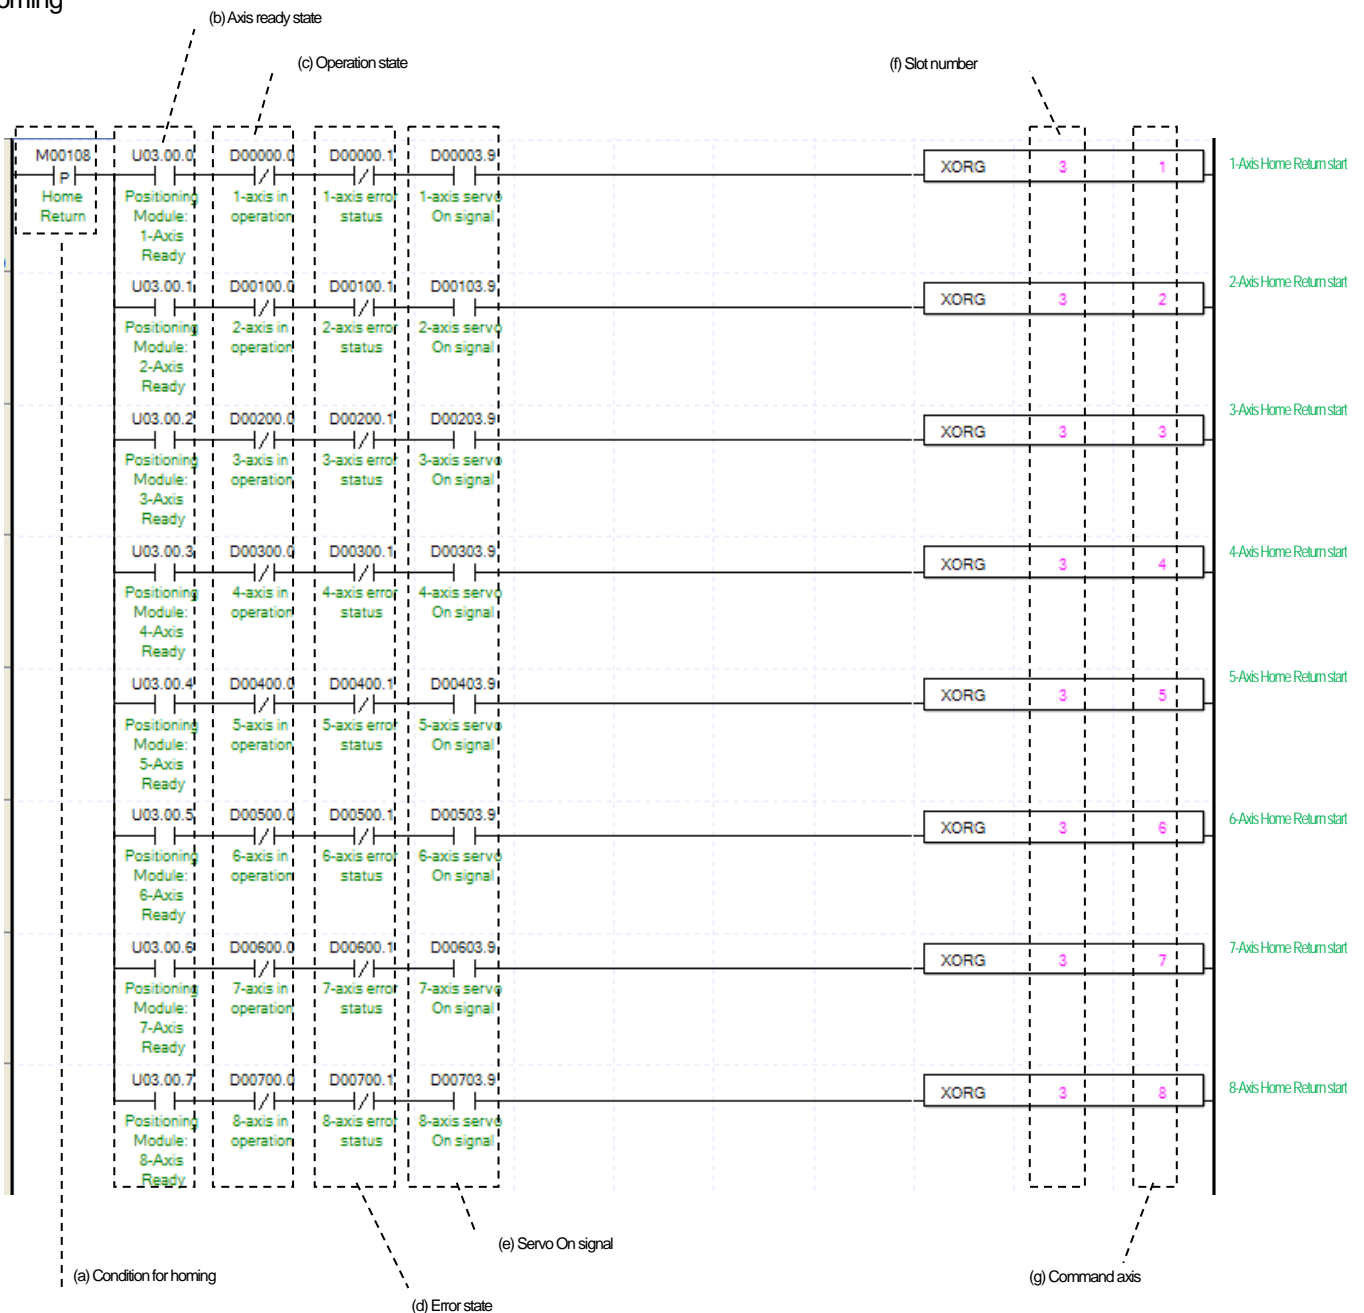 oming
(b) Axis ready state
(c) Operation state
(f) Slot number
M00108 U03.00.0 D00000.0 D00000.1 D00003.9
P
XORG 3 1
1-Axis Home Return start
Home Positioning 1-axis in 1-axis error 1-axis servo
Return Module: operation status On signal
1-Axis
Ready
U03.00.1 D00100.0 D00100.1 D00103.9
XORG 3 2
2-Axis Home Return start
Positioning 2-axis in 2-axis error 2-axis servo
Module: operation status On signal
2-Axis
Ready
U03.00.2 D00200.0 D00200.1 D00203.9
XORG 3 3
3-Axis Home Return start
Positioning 3-axis in 3-axis error 3-axis servo
Module: operation status On signal
3-Axis
Ready
U03.00.3 D00300.0 D00300.1 D00303.9
XORG 3 4
4-Axis Home Return start
Positioning 4-axis in 4-axis error 4-axis servo
Module: operation status On signal
4-Axis
Ready
U03.00.4 D00400.0 D00400.1 D00403.9
XORG 3 5
5-Axis Home Return start
Positioning 5-axis in 5-axis error 5-axis servo
Module: operation status On signal
5-Axis
Ready
U03.00.5 D00500.0 D00500.1 D00503.9
XORG 3 6
6-Axis Home Return start
Positioning 6-axis in 6-axis error 6-axis servo
Module: operation status On signal
6-Axis
Ready
U03.00.6 D00600.0 D00600.1 D00603.9
XORG 3 7
7-Axis Home Return start
Positioning 7-axis in 7-axis error 7-axis servo
Module: operation status On signal
7-Axis
Ready
U03.00.7 D00700.0 D00700.1 D00703.9
XORG 3 8
8-Axis Home Return start
Positioning 8-axis in 8-axis error 8-axis servo
Module: operation status On signal
8-Axis
Ready
(e) Servo On signal
(a) Condition for homing
(g) Command axis
(d) Error state